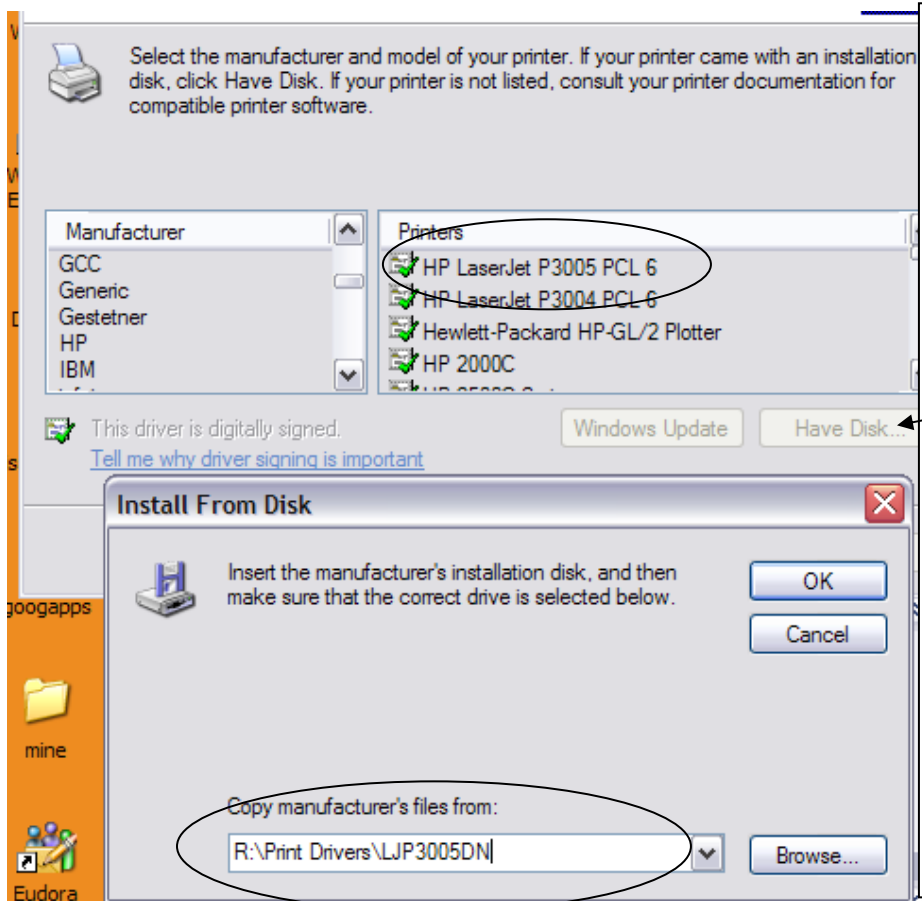 Select the manufacturer and model of your printer. If your printer came with an installation
disk, click Have Disk. If your printer is not listed, consult your printer documentation for
compatible printer software.
Manufacturer
GCC
Generic
Gestetner
HP
IBM
Printers
HP LaserJet P3005 PCL 6
HP LaserJet P3004 PCL 6
Hewlett-Packard HP-GL/2 Plotter
HP 2000C
This driver is digitally signed.
Tell me why driver signing is important
Windows Update
Have Disk...
Install From Disk
Insert the manufacturer's installation disk, and then
make sure that the correct drive is selected below.
OK
Cancel
Copy manufacturer's files from:
R:\Print Drivers\LJP3005DN
Browse...
googapps
mine
Eudora